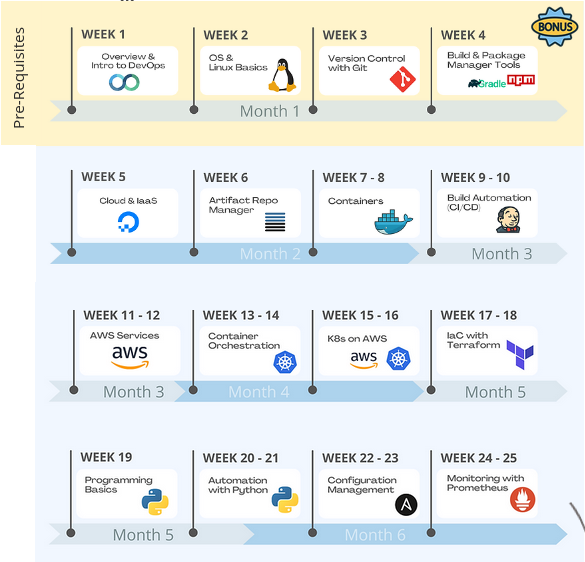 BONUS
Pre-Requisites
WEEK 1
Overview &
Intro to DevOps
WEEK 2
OS &
Linux Basics
WEEK 3
Version Control
with Git
WEEK 4
Build & Package
Manager Tools
Gradle
npm
Month 1
WEEK 5
Cloud & IaaS
WEEK 6
Artifact Repo
Manager
WEEK 7 - 8
Containers
WEEK 9 - 10
Build Automation
(CI/CD)
Month 2
Month 3
WEEK 11 - 12
AWS Services
aws
WEEK 13 - 14
Container
Orchestration
WEEK 15 - 16
K8s on AWS
aws
WEEK 17 - 18
IaC with
Terraform
Month 3
Month 4
Month 5
WEEK 19
Programming
Basics
WEEK 20 - 21
Automation
with Python
WEEK 22 - 23
Configuration
Management
A
WEEK 24 - 25
Monitoring with
Prometheus
Month 5
Month 6